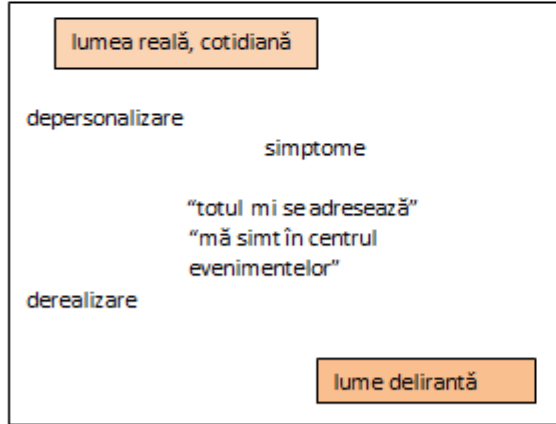 lumea reală, cotidiană
depersonalizare
simptome
“totul mi se adresează”
“mă simt în centrul
evenimentelor”
derealizare
lume delirantă